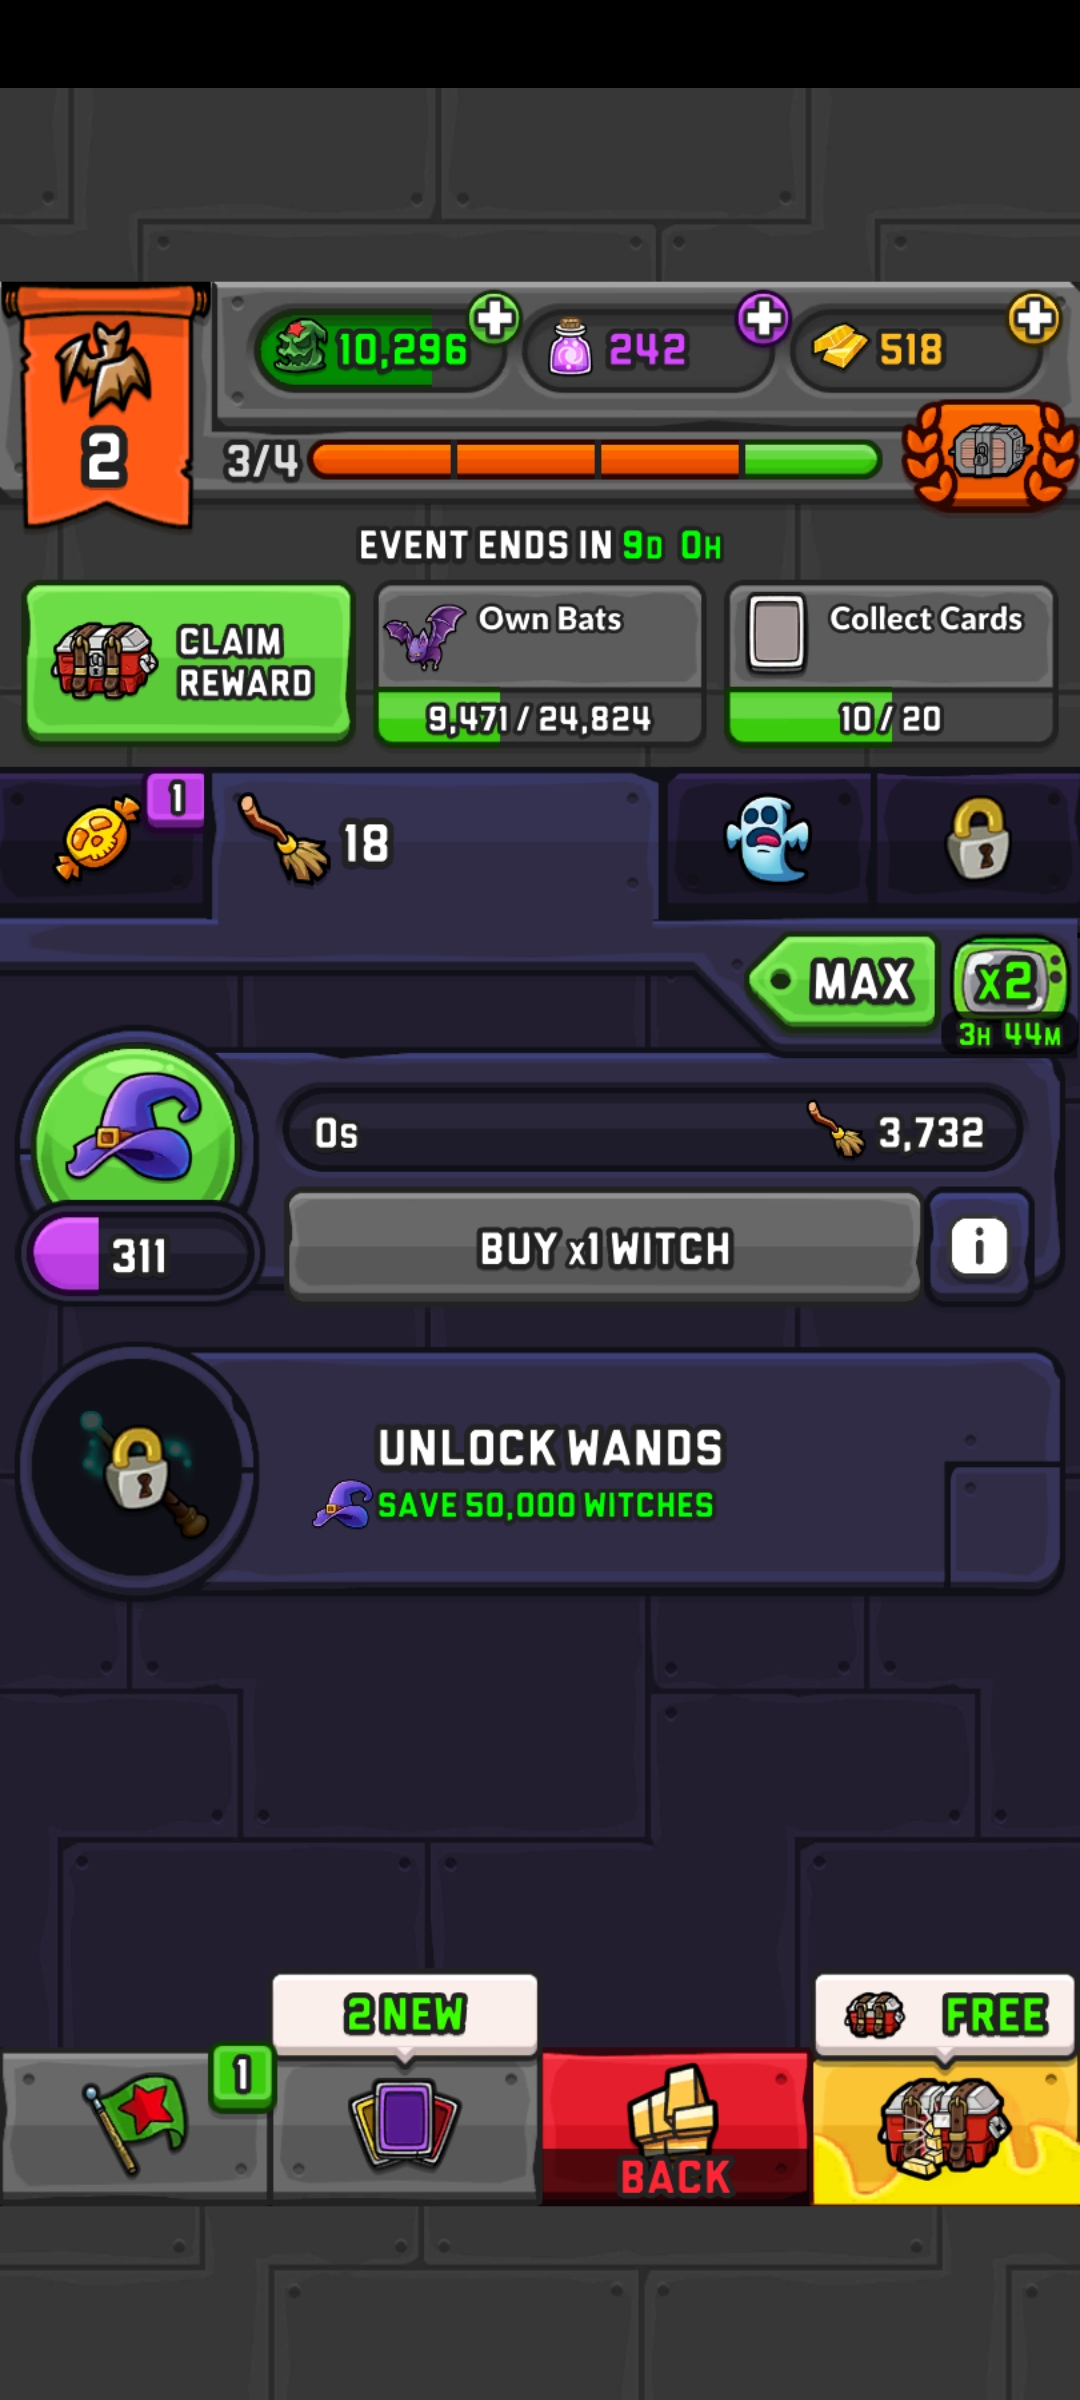 10,296
242
518
2
3/4
EVENT ENDS IN 9D 0H
CLAIM
REWARD
Own Bats
9,471 / 24,824
Collect Cards
10 / 20
1
18
MAX
x2
3H 44M
0s
3,732
311
BUY x1 WITCH
i
UNLOCK WANDS
SAVE 50,000 WITCHES
2 NEW
FREE
1
BACK